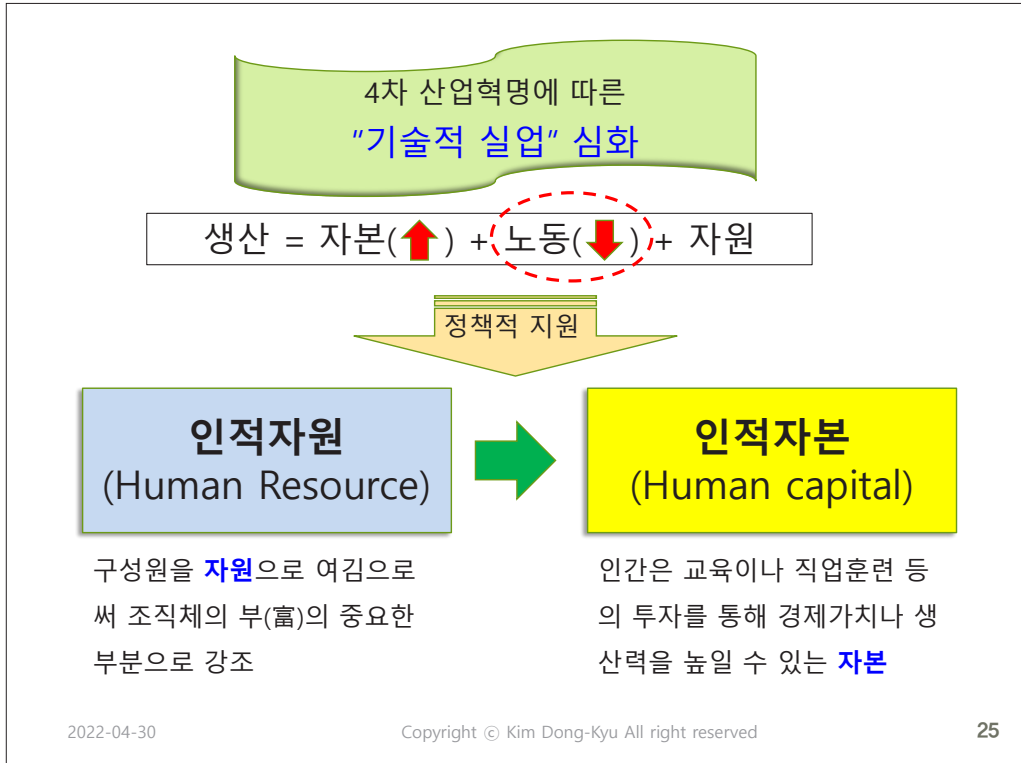 4차 산업혁명에 따른
"기술적 실업" 심화
생산 = 자본( ) + 노동( ) + 자원
정책적 지원
인적자원
(Human Resource)
인적자본
(Human capital)
구성원을 자원으로 여김으로
써 조직체의 부(富)의 중요한
부분으로 강조
인간은 교육이나 직업훈련 등
의 투자를 통해 경제가치나 생
산력을 높일 수 있는 자본
2022-04-30
Copyright ⓒ Kim Dong-Kyu All right reserved
25